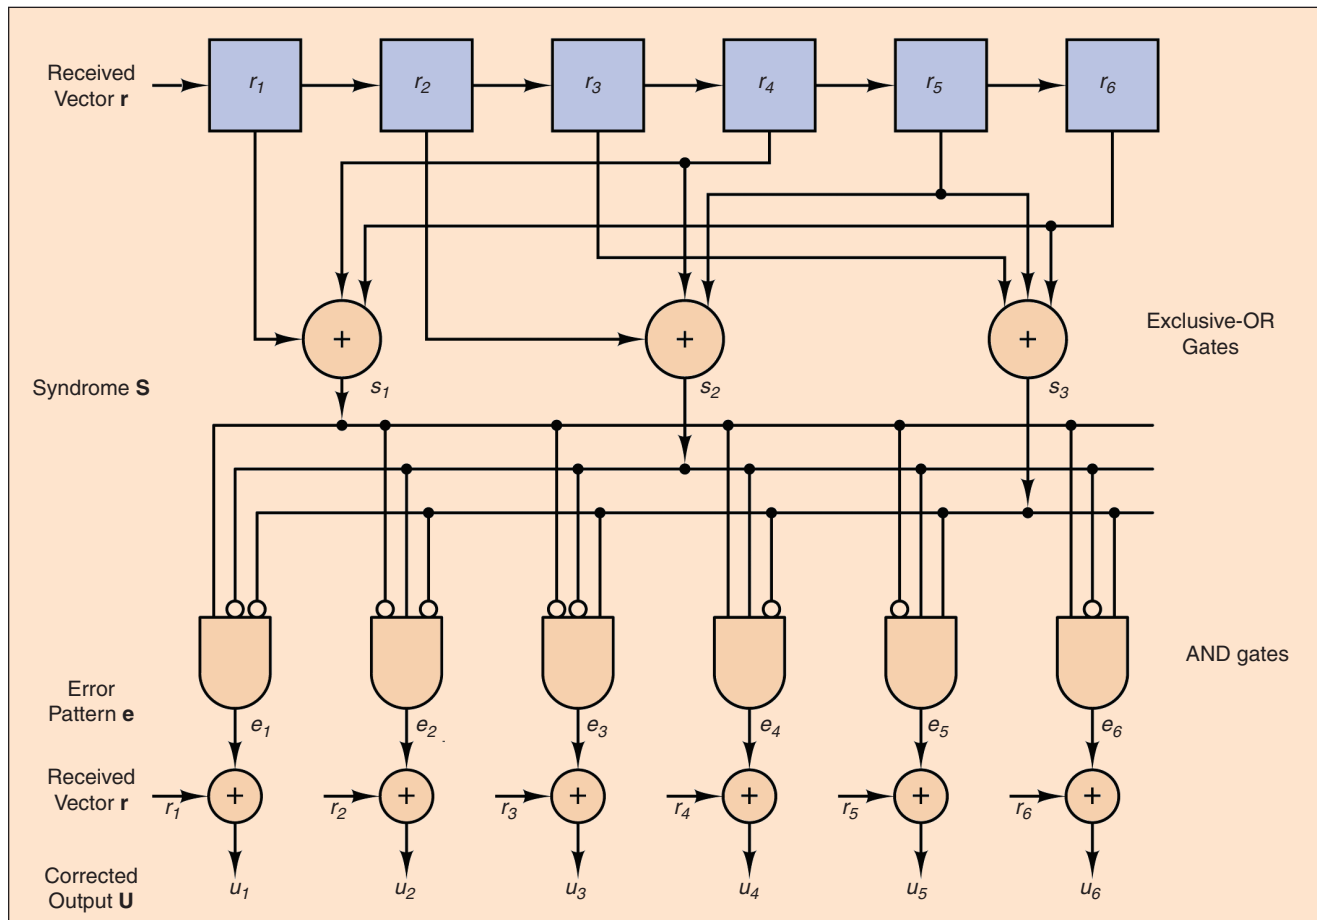 Received
Vector r
r1 r2 r3 r4 r5 r6
+ + +
Exclusive-OR
Gates
Syndrome S
s1 s2 s3
AND gates
Error
Pattern e
e1 e2 e3 e4 e5 e6
Received
Vector r
r1 + r2 + r3 + r4 + r5 + r6 +
Corrected
Output U
u1 u2 u3 u4 u5 u6